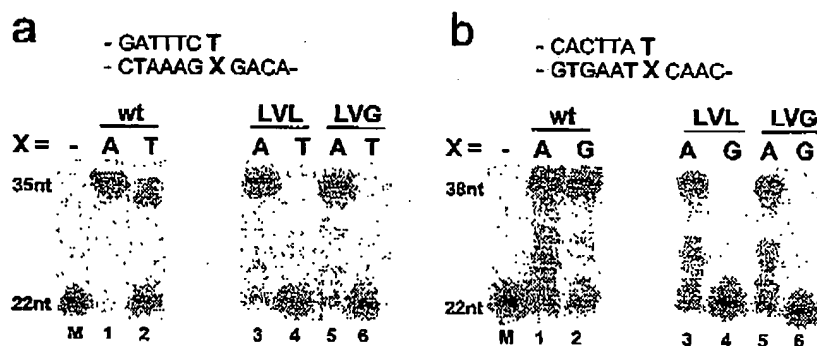 a
- GATTTC T
- CTAAAG X GACA-
wt LVL LVG
X = - A T A T A T
35nt
22nt
M 1 2 3 4 5 6
b
- CACTTA T
- GTGAAT X CAAC-
wt LVL LVG
X = - A G A G A G
38nt
22nt
M 1 2 3 4 5 6